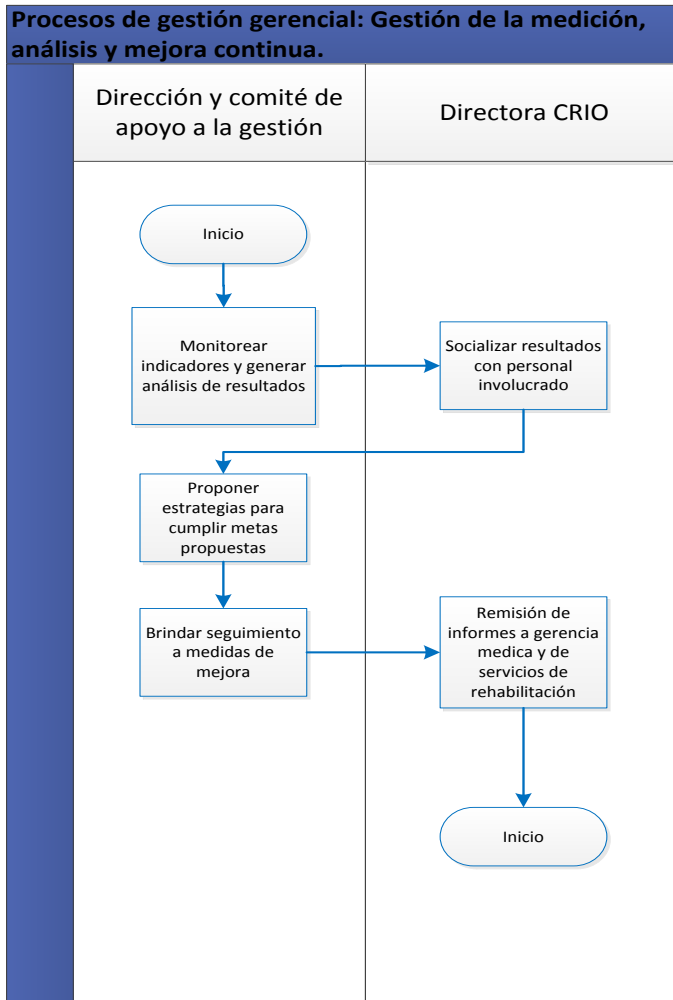 Procesos de gestión gerencial: Gestión de la medición,
análisis y mejora continua.
Dirección y comité de
apoyo a la gestión
Directora CRIO
Inicio
Monitorear
indicadores y generar
análisis de resultados
Socializar resultados
con personal
involucrado
Proponer
estrategias para
cumplir metas
propuestas
Brindar seguimiento
a medidas de
mejora
Remisión de
informes a gerencia
medica y de
servicios de
rehabilitación
Inicio